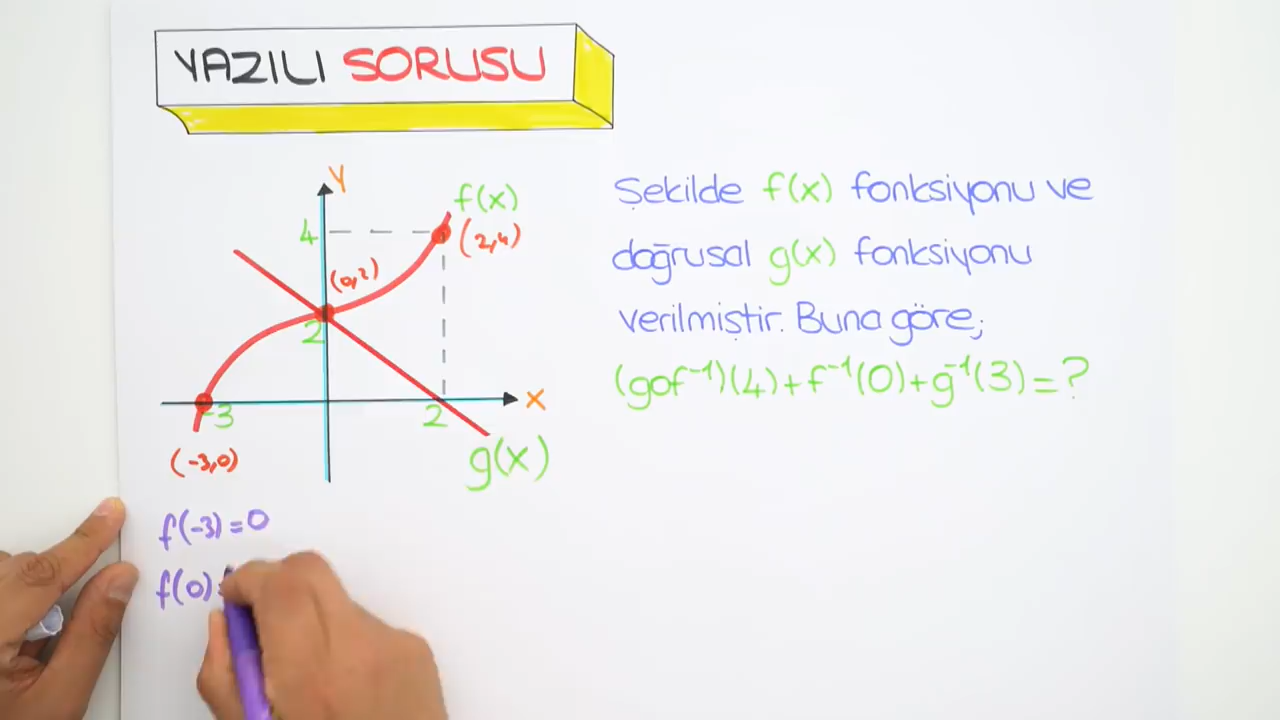 YAZILI SORUSU
Y
f(x)
4
(2,4)
(0,2)
2
-3
2
X
(-3,0)
g(x)
Şekilde f(x) fonksiyonu ve
doğrusal g(x) fonksiyonu
verilmiştir. Buna göre;
(gof⁻¹)(4)+f⁻¹(0)+g⁻¹(3)=?
f(-3)=0
f(0)